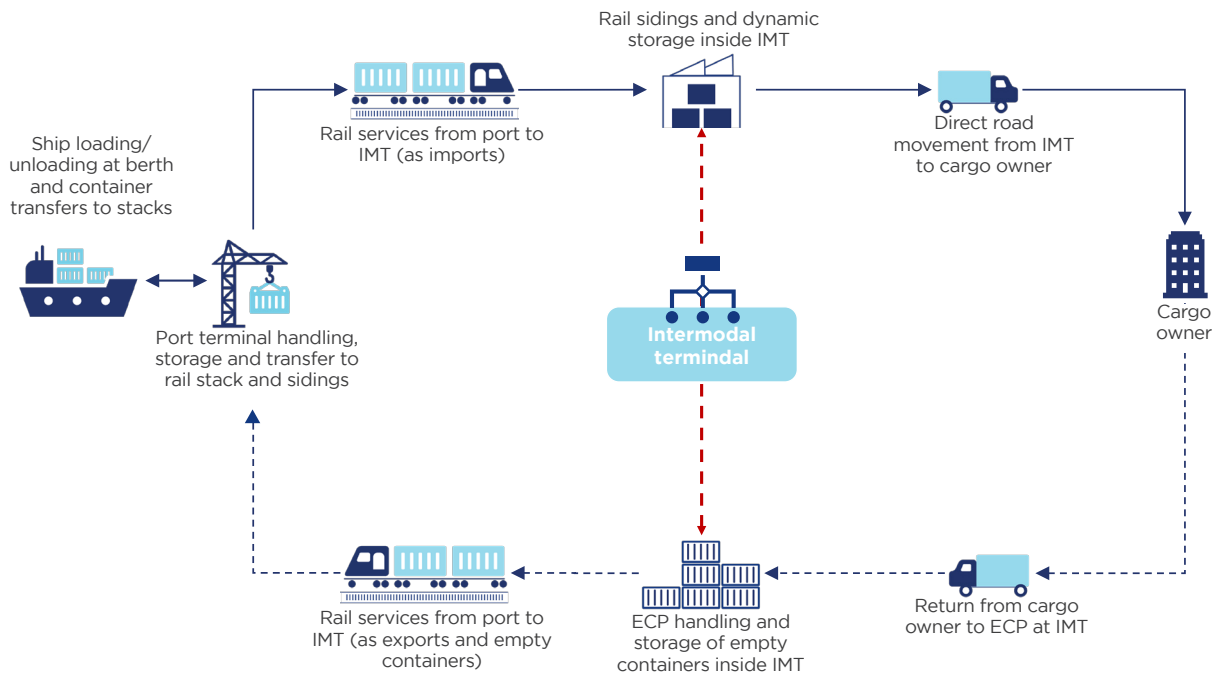 Rail sidings and dynamic
storage inside IMT
Rail services from port to
IMT (as imports)
Direct road
movement from IMT
to cargo owner
Ship loading/
unloading at berth
and container
transfers to stacks
Port terminal handling,
storage and transfer to
rail stack and sidings
Intermodal
termindal
Cargo
owner
Rail services from port to
IMT (as exports and empty
containers)
ECP handling and
storage of empty
containers inside IMT
Return from cargo
owner to ECP at IMT